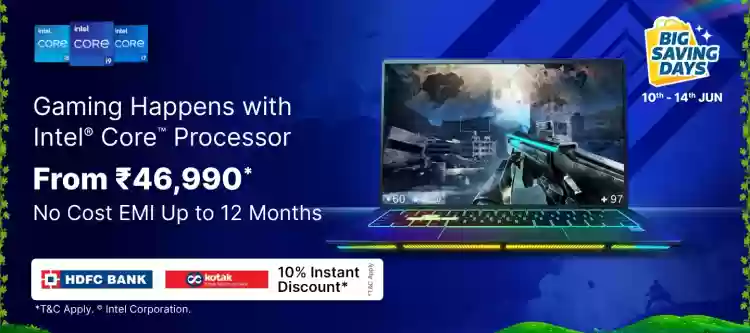 intel
CORE
i5
intel
CORE
i9
intel
CORE
i7
BIG
SAVING
DAYS
10th - 14th JUN
Gaming Happens with
Intel® Core™ Processor
From ₹46,990*
No Cost EMI Up to 12 Months
60
+ 97
HDFC BANK
kotak
10% Instant
Discount*
*T&C Apply
*T&C Apply. ® Intel Corporation.